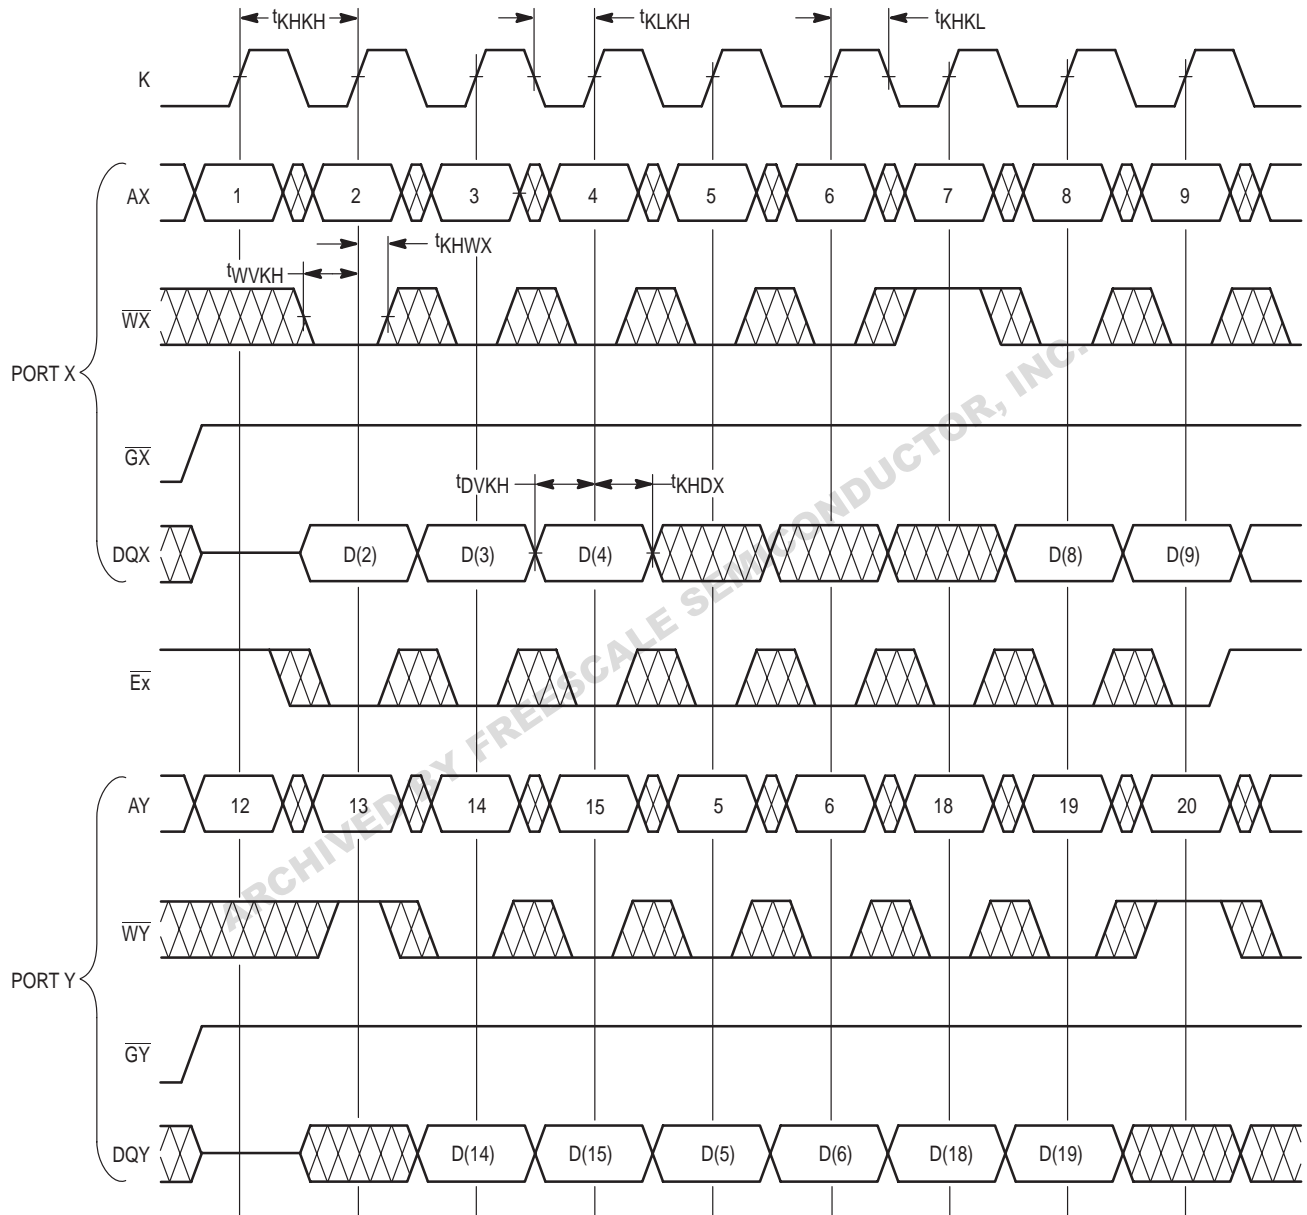 tKHKH tKLKH tKHKL
K
AX 1 2 3 4 5 6 7 8 9
tKHWX
tWVKH
WX
PORT X
GX
tDVKH tKHDX
DQX D(2) D(3) D(4) D(8) D(9)
Ex
AY 12 13 14 15 5 6 18 19 20
WY
PORT Y
GY
DQY D(14) D(15) D(5) D(6) D(18) D(19)
ARCHIVED BY FREESCALE SEMICONDUCTOR, INC.